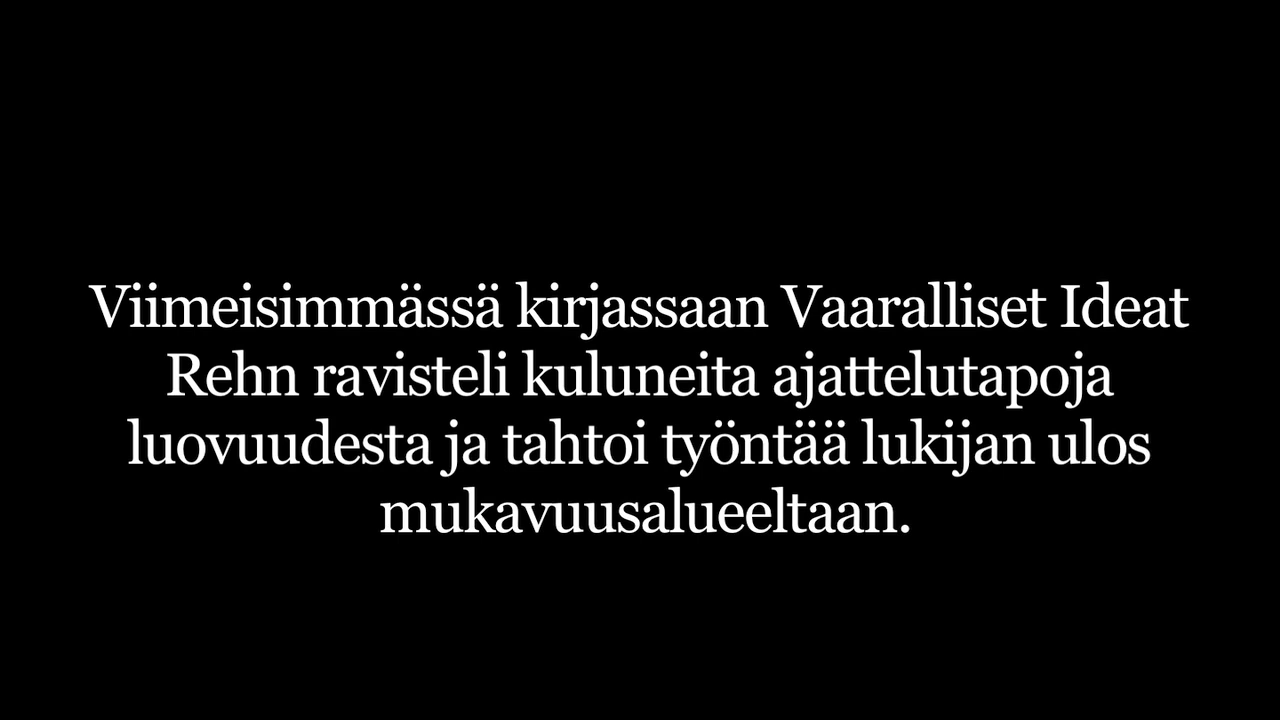 Viimeisimmässä kirjassaan Vaaralliset Ideat
Rehn ravisteli kuluneita ajattelutapoja
luovuudesta ja tahtoi työntää lukijan ulos
mukavuusalueeltaan.